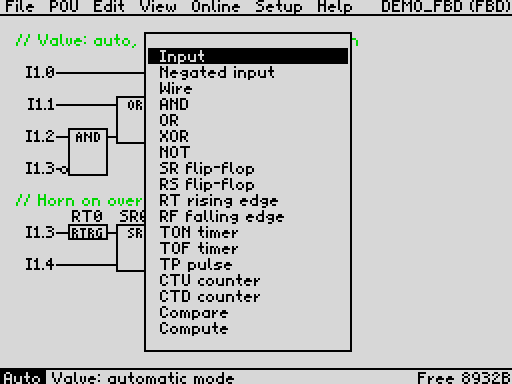 File POU Edit View Online Setup Help DEMO_FBD (FBD)
// Value: auto,
Input
I1.0
Negated input
Wire
I1.1
OR
AND
OR
I1.2
AND
XOR
NOT
I1.3
SR flip-flop
RS flip-flop
// Horn on over
RT rising edge
RT0 SR0
RF falling edge
I1.3
RTRG
SR
TON timer
TOF timer
I1.4
TP pulse
CTU counter
CTD counter
Compare
Compute
Auto Value: automatic mode Free 8932B